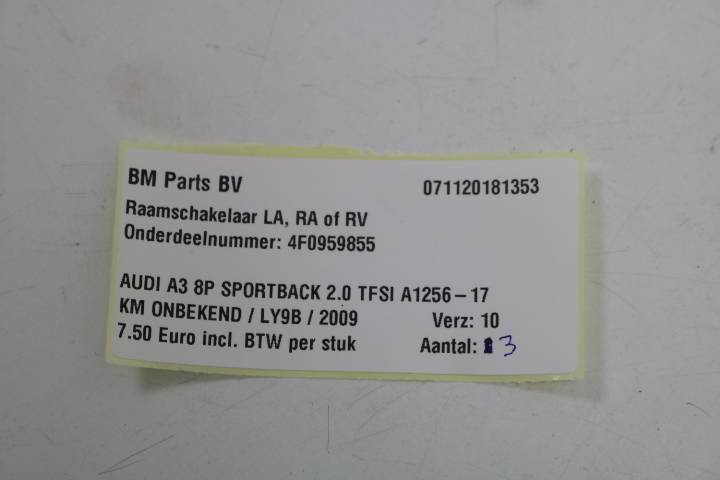 BM Parts BV 071120181353
Raamschakelaar LA, RA of RV
Onderdeelnummer: 4F0959855
AUDI A3 8P SPORTBACK 2.0 TFSI A1256-17
KM ONBEKEND / LY9B / 2009 Verz: 10
7.50 Euro incl. BTW per stuk Aantal: 3